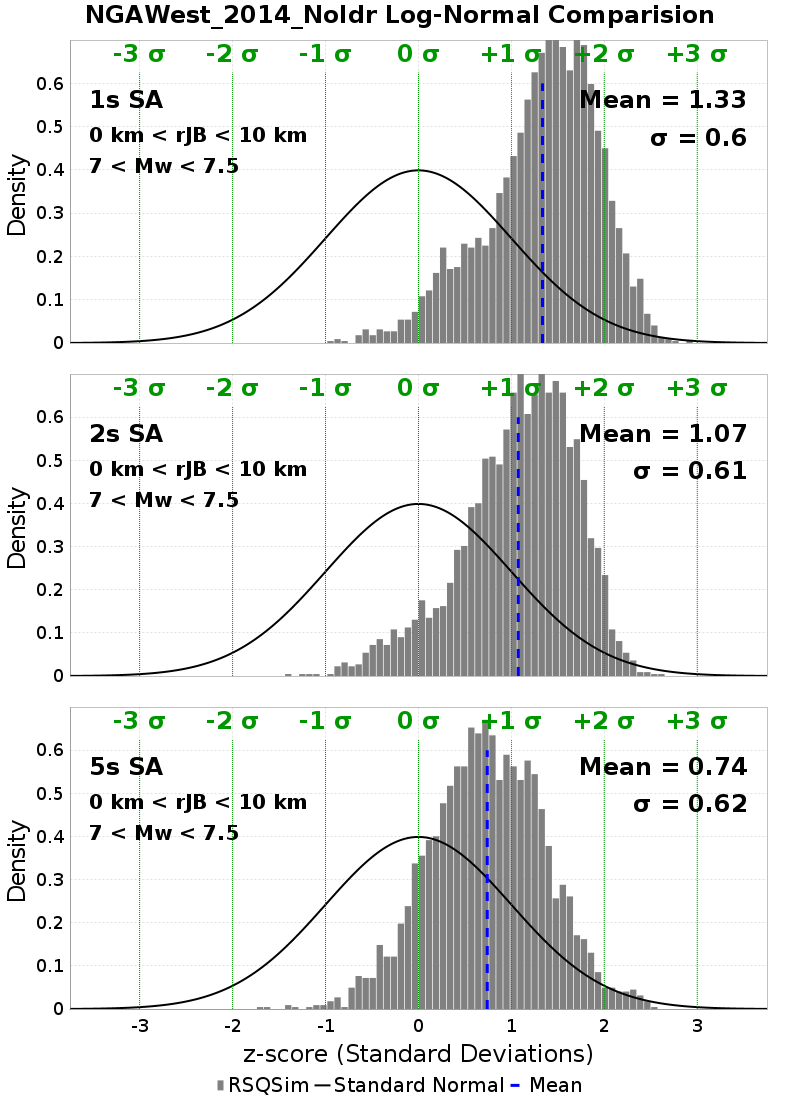 NGAWest_2014_NoIdr Log-Normal Comparision
-3 σ -2 σ -1 σ 0 σ +1 σ +2 σ +3 σ
1s SA
Mean = 1.33
0 km < rJB < 10 km
σ = 0.6
7 < Mw < 7.5
Density
0.6
0.5
0.4
0.3
0.2
0.1
0
-3 σ -2 σ -1 σ 0 σ +1 σ +2 σ +3 σ
2s SA
Mean = 1.07
0 km < rJB < 10 km
σ = 0.61
7 < Mw < 7.5
Density
0.6
0.5
0.4
0.3
0.2
0.1
0
-3 σ -2 σ -1 σ 0 σ +1 σ +2 σ +3 σ
5s SA
Mean = 0.74
0 km < rJB < 10 km
σ = 0.62
7 < Mw < 7.5
Density
0.6
0.5
0.4
0.3
0.2
0.1
0
-3 -2 -1 0 1 2 3
z-score (Standard Deviations)
RSQSim Standard Normal Mean